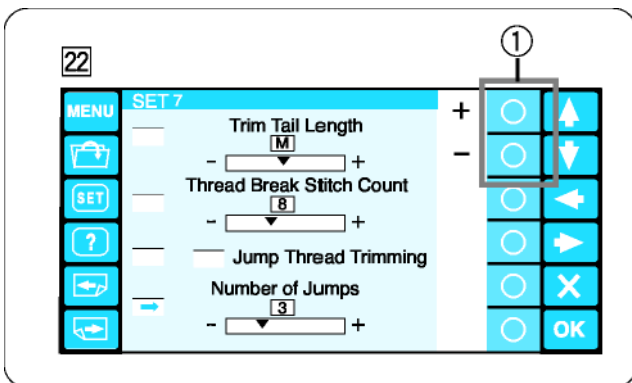 22
1
MENU
SET 7
Trim Tail Length
M
- +
Thread Break Stitch Count
8
- +
SET
?
Jump Thread Trimming
Number of Jumps
3
- +
+
-
X
OK